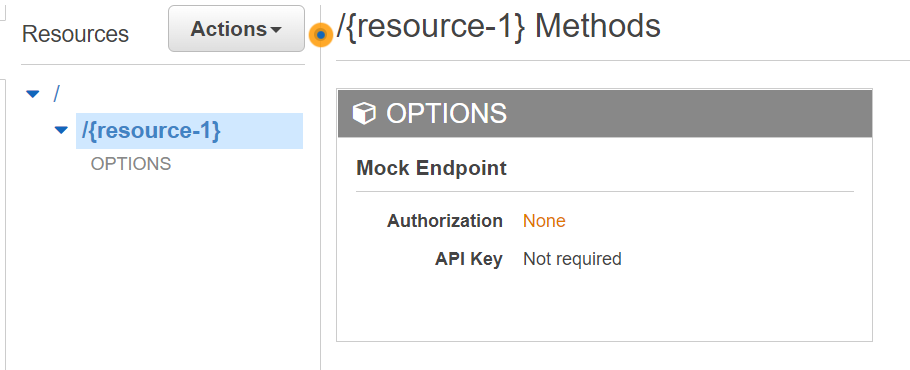 Resources
Actions
/
/{resource-1}
OPTIONS
/{resource-1} Methods
OPTIONS
Mock Endpoint
Authorization None
API Key Not required